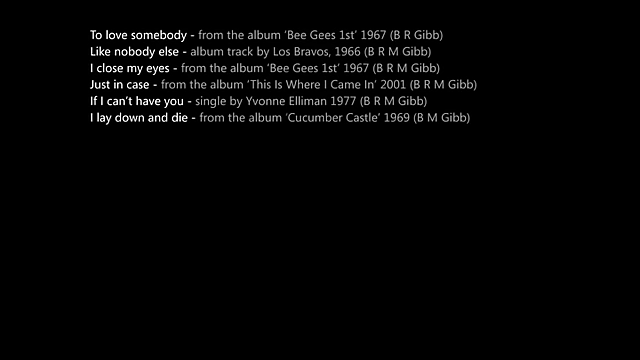 To love somebody - from the album ‘Bee Gees 1st’ 1967 (B R Gibb)
Like nobody else - album track by Los Bravos, 1966 (B R M Gibb)
I close my eyes - from the album ‘Bee Gees 1st’ 1967 (B R M Gibb)
Just in case - from the album ‘This Is Where I Came In’ 2001 (B R M Gibb)
If I can’t have you - single by Yvonne Elliman 1977 (B R M Gibb)
I lay down and die - from the album ‘Cucumber Castle’ 1969 (B M Gibb)